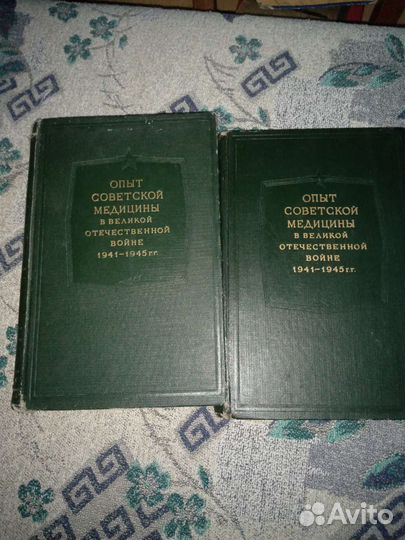 ОПЫТ
СОВЕТСКОЙ
МЕДИЦИНЫ
В ВЕЛИКОЙ
ОТЕЧЕСТВЕННОЙ
ВОЙНЕ
1941-1945 г.г.
ОПЫТ
СОВЕТСКОЙ
МЕДИЦИНЫ
В ВЕЛИКОЙ
ОТЕЧЕСТВЕННОЙ
ВОЙНЕ
1941-1945 г.г.
Avito